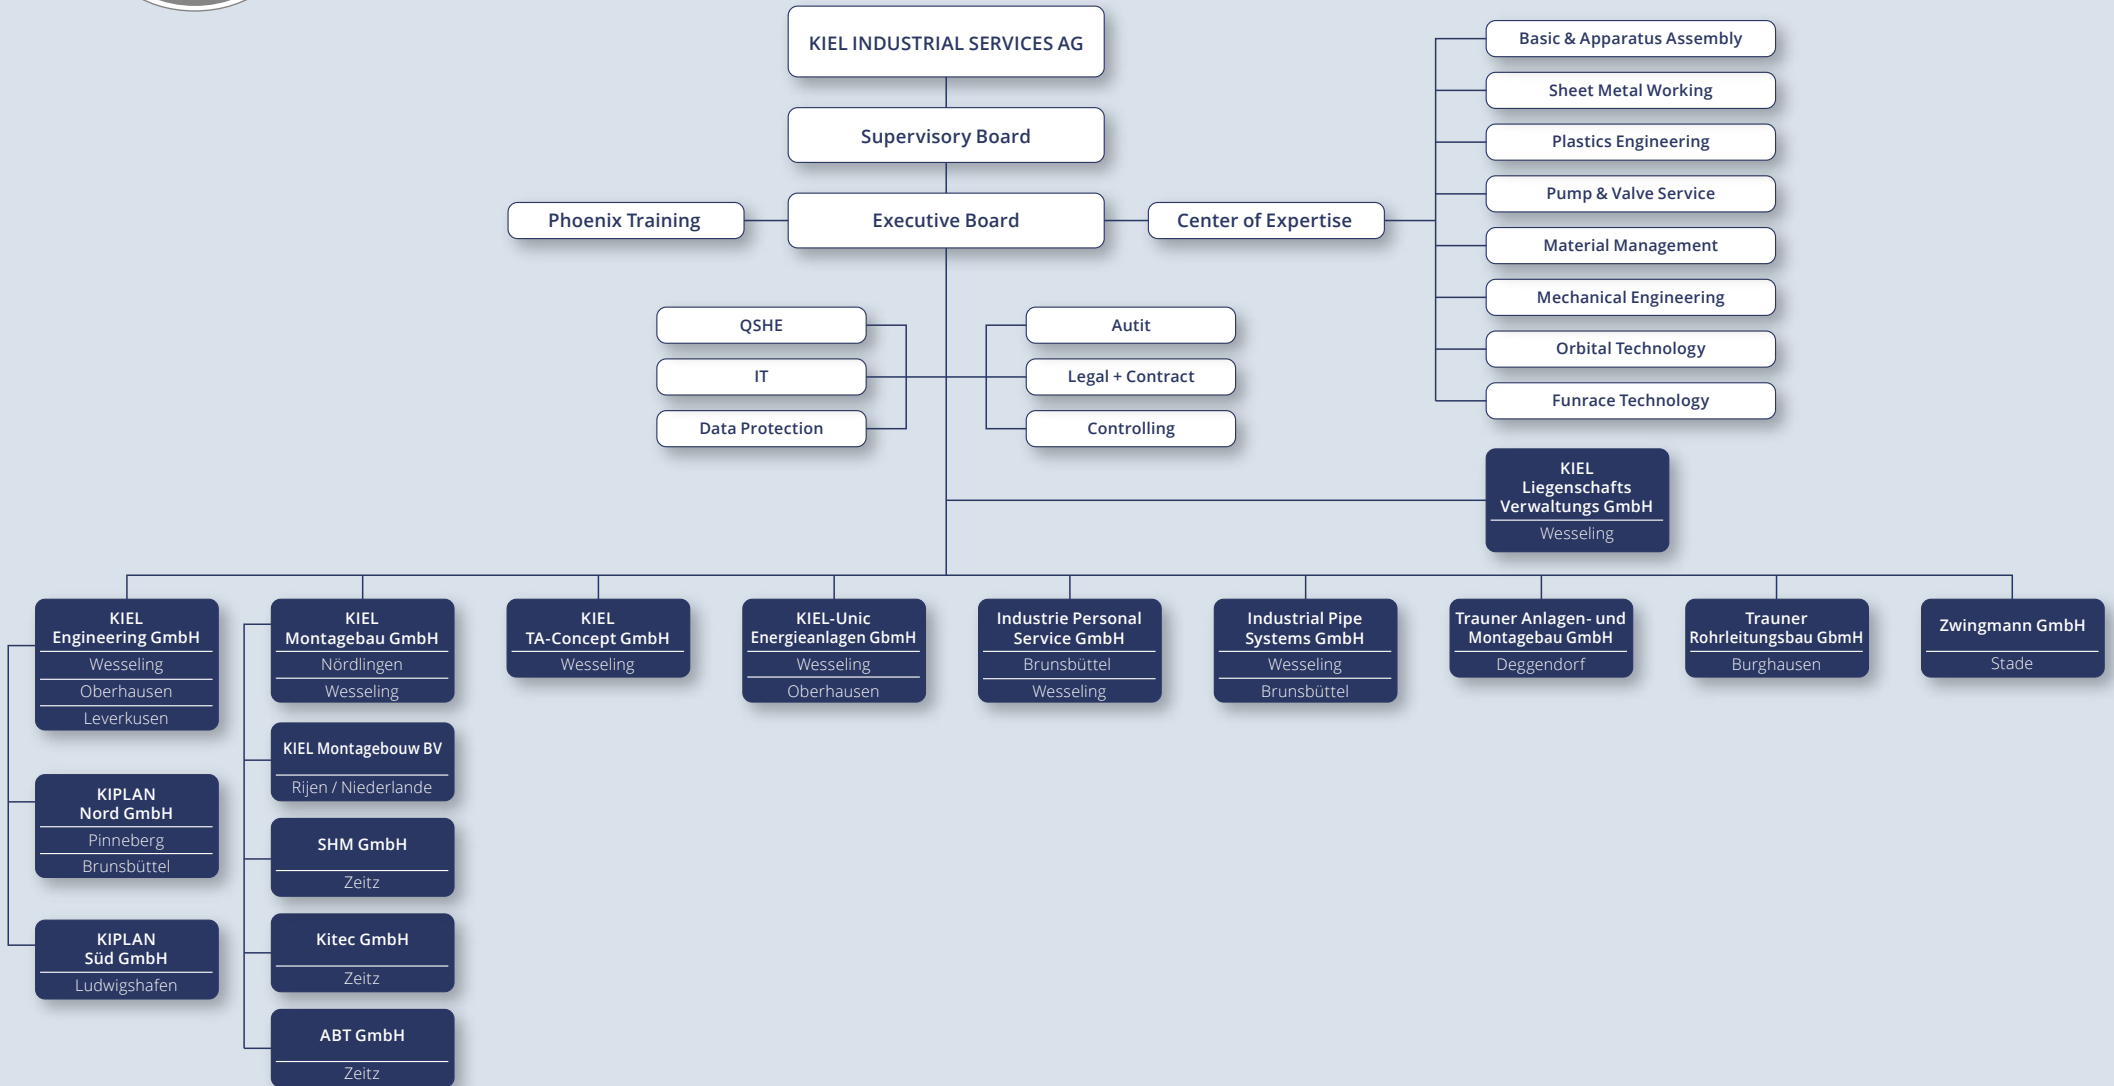 KIEL INDUSTRIAL SERVICES AG
Supervisory Board
Phoenix Training
Executive Board
Center of Expertise
Basic & Apparatus Assembly
Sheet Metal Working
Plastics Engineering
Pump & Valve Service
Material Management
Mechanical Engineering
Orbital Technology
Funrace Technology
QSHE
IT
Data Protection
Autit
Legal + Contract
Controlling
KIEL
Liegenschafts
Verwaltungs GmbH
Wesseling
KIEL
Engineering GmbH
Wesseling
Oberhausen
Leverkusen
KIPLAN
Nord GmbH
Pinneberg
Brunsbüttel
KIPLAN
Süd GmbH
Ludwigshafen
KIEL
Montagebau GmbH
Nördlingen
Wesseling
KIEL Montagebouw BV
Rijen / Niederlande
SHM GmbH
Zeitz
Kitec GmbH
Zeitz
ABT GmbH
Zeitz
KIEL
TA-Concept GmbH
Wesseling
KIEL-Unic
Energieanlagen GbmH
Wesseling
Oberhausen
Industrie Personal
Service GmbH
Brunsbüttel
Wesseling
Industrial Pipe
Systems GmbH
Wesseling
Brunsbüttel
Trauner Anlagen- und
Montagebau GmbH
Deggendorf
Trauner
Rohrleitungsbau GbmH
Burghausen
Zwingmann GmbH
Stade